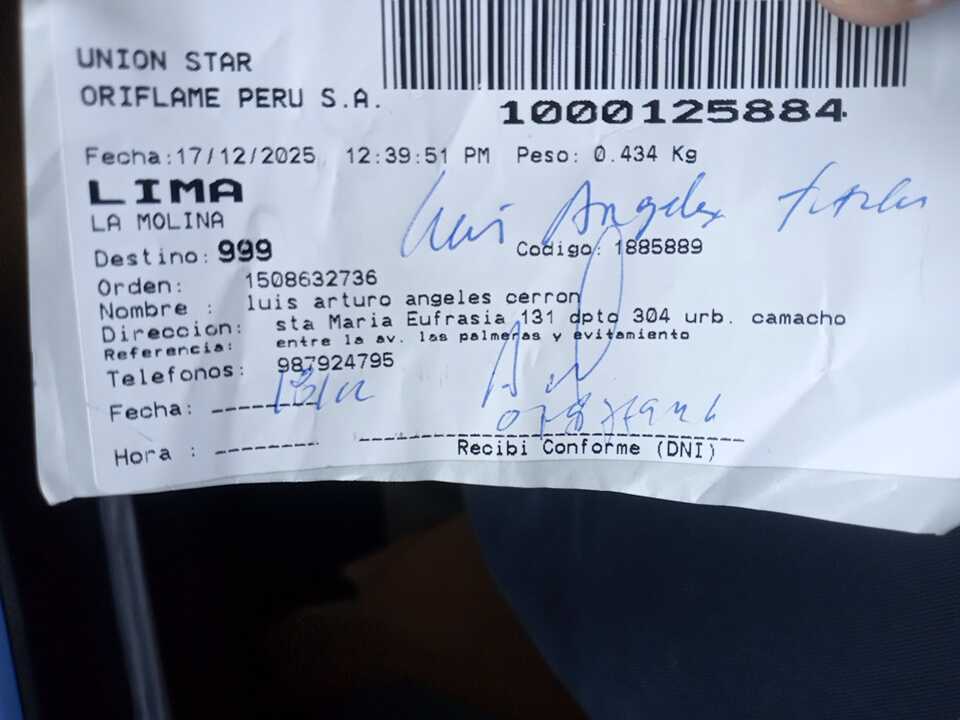 UNION STAR
ORIFLAME PERU S.A.
1000125884
Fecha:17/12/2025 12:39:51 PM Peso: 0.434 Kg
LIMA
LA MOLINA
Luis Angeles
Destino: 999 Codigo: 1885889
Orden: 1508632736
Nombre : luis arturo angeles cerron
Direccion: sta Maria Eufrasia 131 dpto 304 urb. camacho
Referencia: entre la av. las palmeras y evitamiento
Telefonos: 987924795
Fecha:
Hora :
Recibi Conforme (DNI)